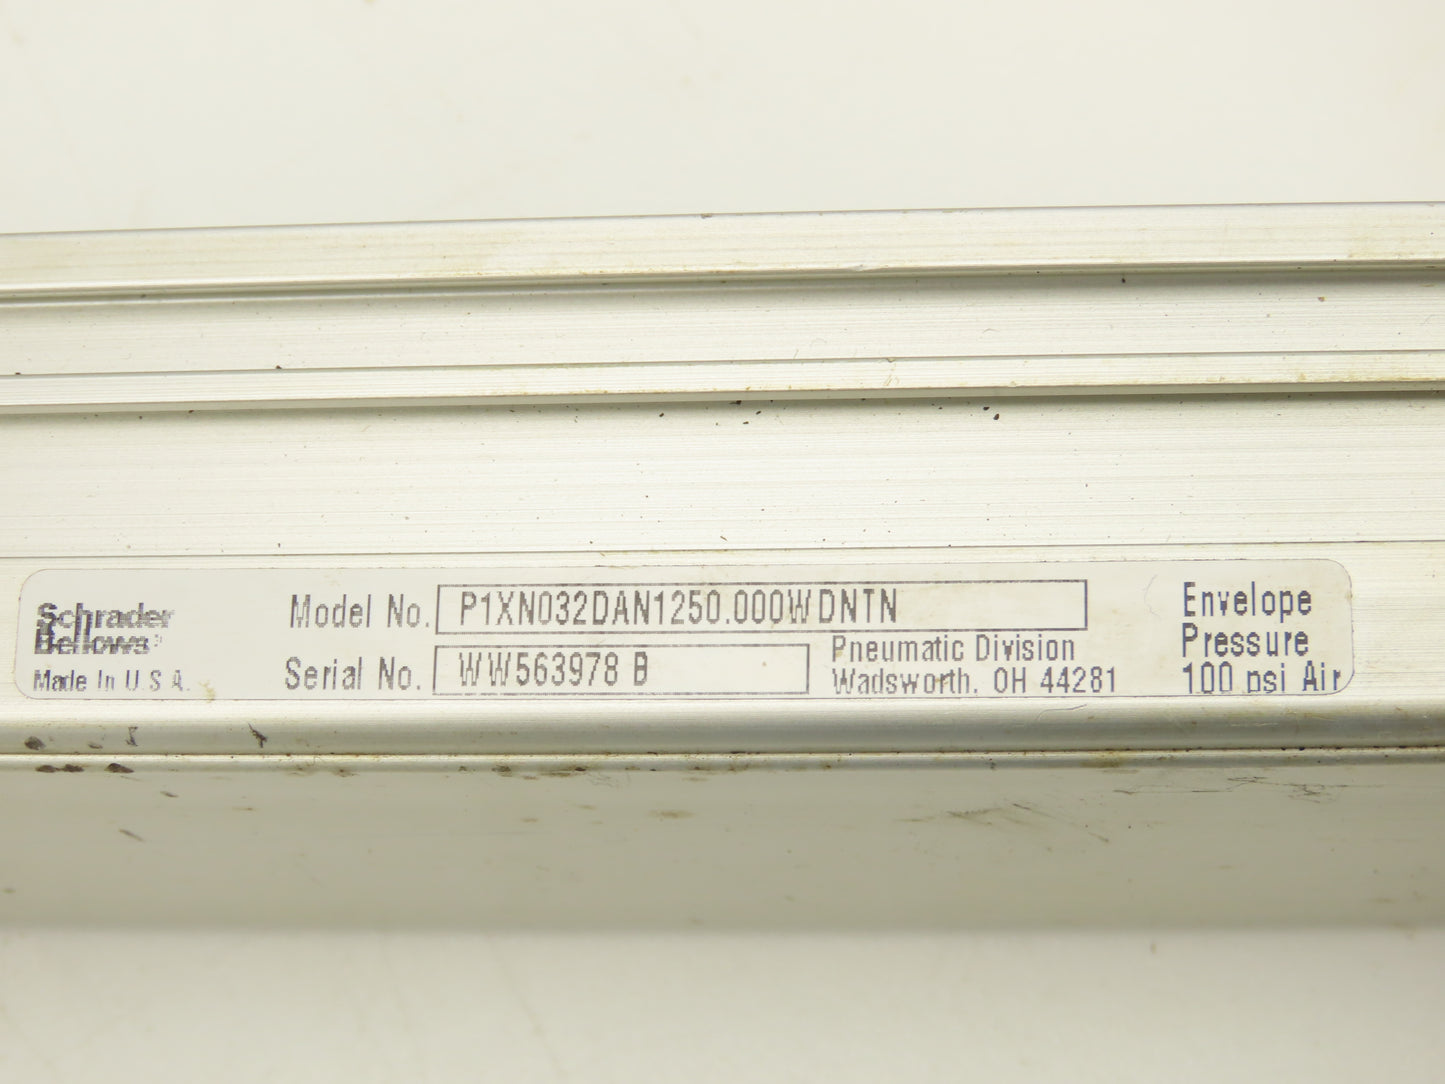 Schrader
Bellows
Made In U.S.A.
Model No. P1XN032DAN1250.000WDNTN
Serial No. WW563978 B
Pneumatic Division
Wadsworth, OH 44281
Envelope
Pressure
100 psi Air